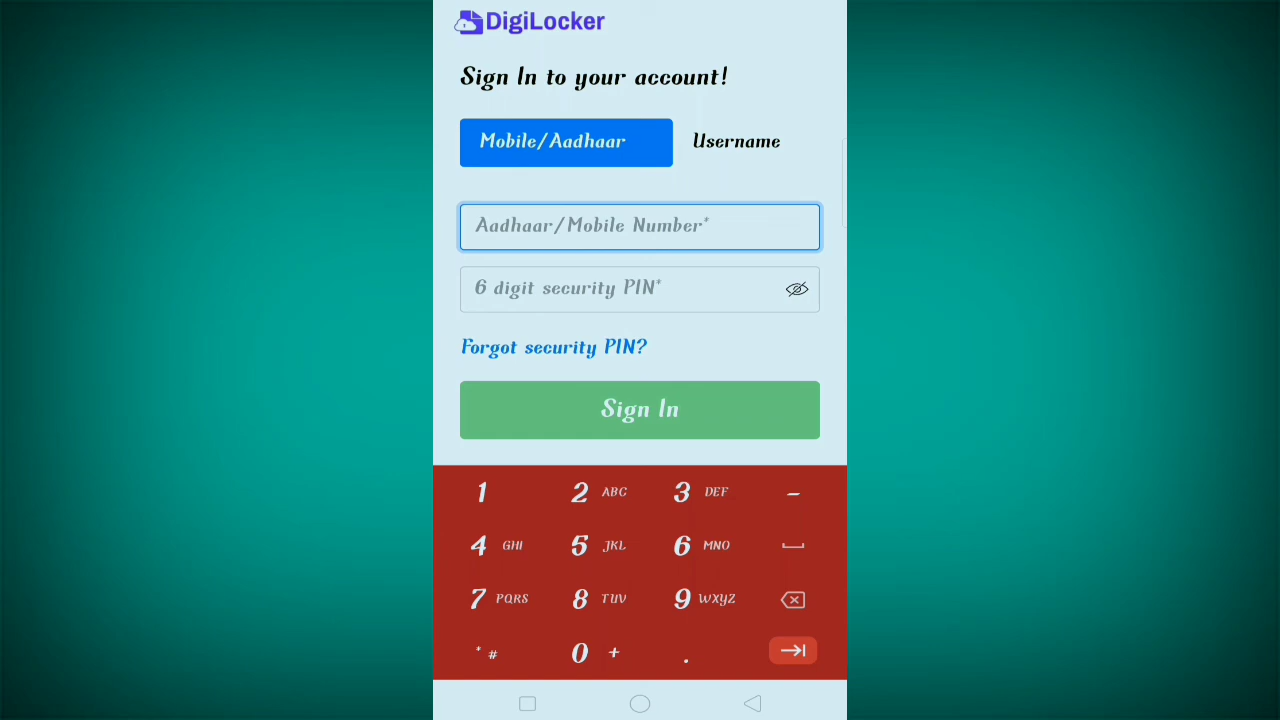 DigiLocker
Sign In to your account!
Mobile/Aadhaar Username
Aadhaar/Mobile Number*
6 digit security PIN*
Forgot security PIN?
Sign In
1 2 ABC 3 DEF -
4 GHI 5 JKL 6 MNO
7 PQRS 8 TUV 9 WXYZ
* # 0 + .